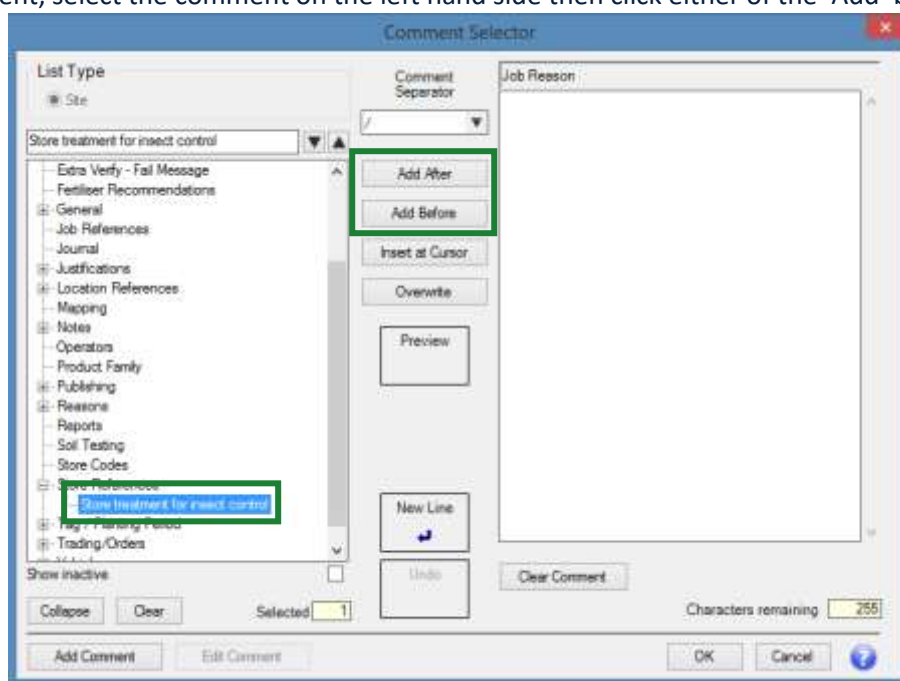 ent, select the comment on the left hand side then click either of the 'Add' b
Comment Selector
List Type
Site
Store treatment for insect control
Extra Verify - Fail Message
Fertiliser Recommendations
General
Job References
Journal
Justifications
Location References
Mapping
Notes
Operators
Product Family
Publishing
Reasons
Reports
Soil Testing
Store Codes
Store References
Store treatment for insect control
Tag / Planting Period
Trading/Orders
Show inactive
Collapse
Clear
Selected 1
Comment
Separator
/
Add After
Add Before
Insert at Cursor
Overwrite
Preview
New Line
Undo
Job Reason
Clear Comment
Characters remaining 255
Add Comment
Edit Comment
OK
Cancel
?